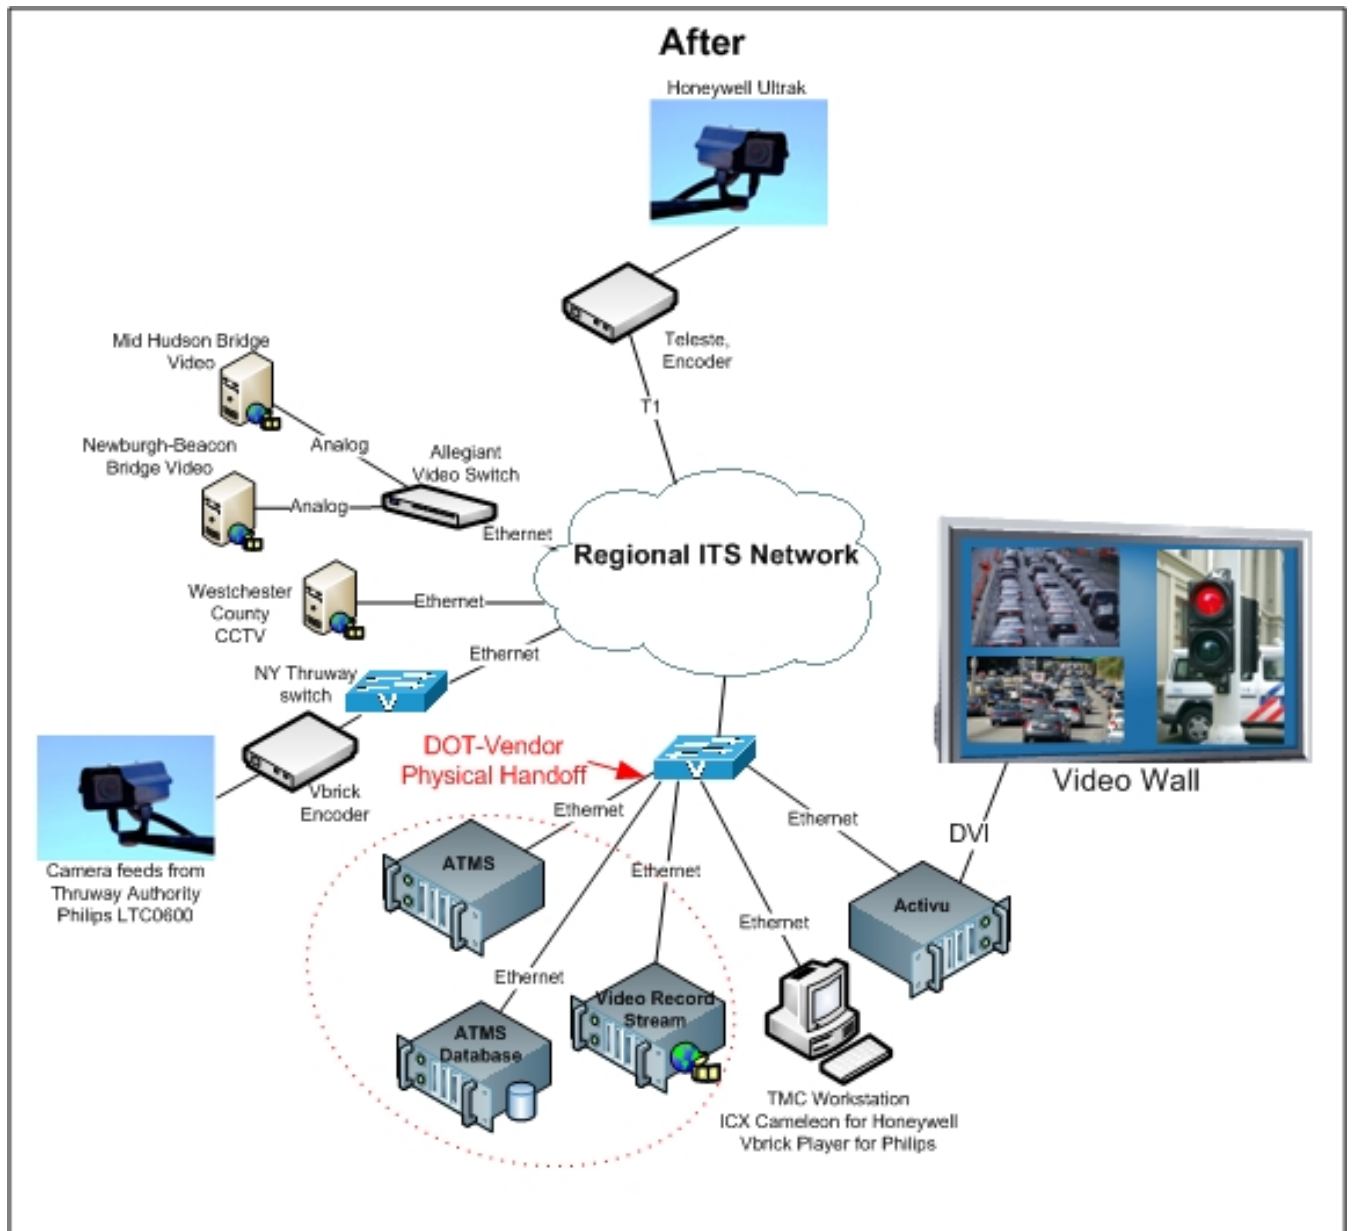 After
Honeywell Ultrak
Teleste,
Encoder
T1
Mid Hudson Bridge
Video
Analog
Newburgh-Beacon
Bridge Video
Analog
Allegiant
Video Switch
Ethernet
Regional ITS Network
Westchester
County
CCTV
Ethernet
Ethernet
NY Thruway
switch
V
Vbrick
Encoder
Camera feeds from
Thruway Authority
Philips LTC0600
DOT-Vendor
Physical Handoff
V
Ethernet
Ethernet
Ethernet
Ethernet
Ethernet
ATMS
ATMS
Database
Video Record
Stream
TMC Workstation
ICX Cameleon for Honeywell
Vbrick Player for Philips
Activu
DVI
Video Wall